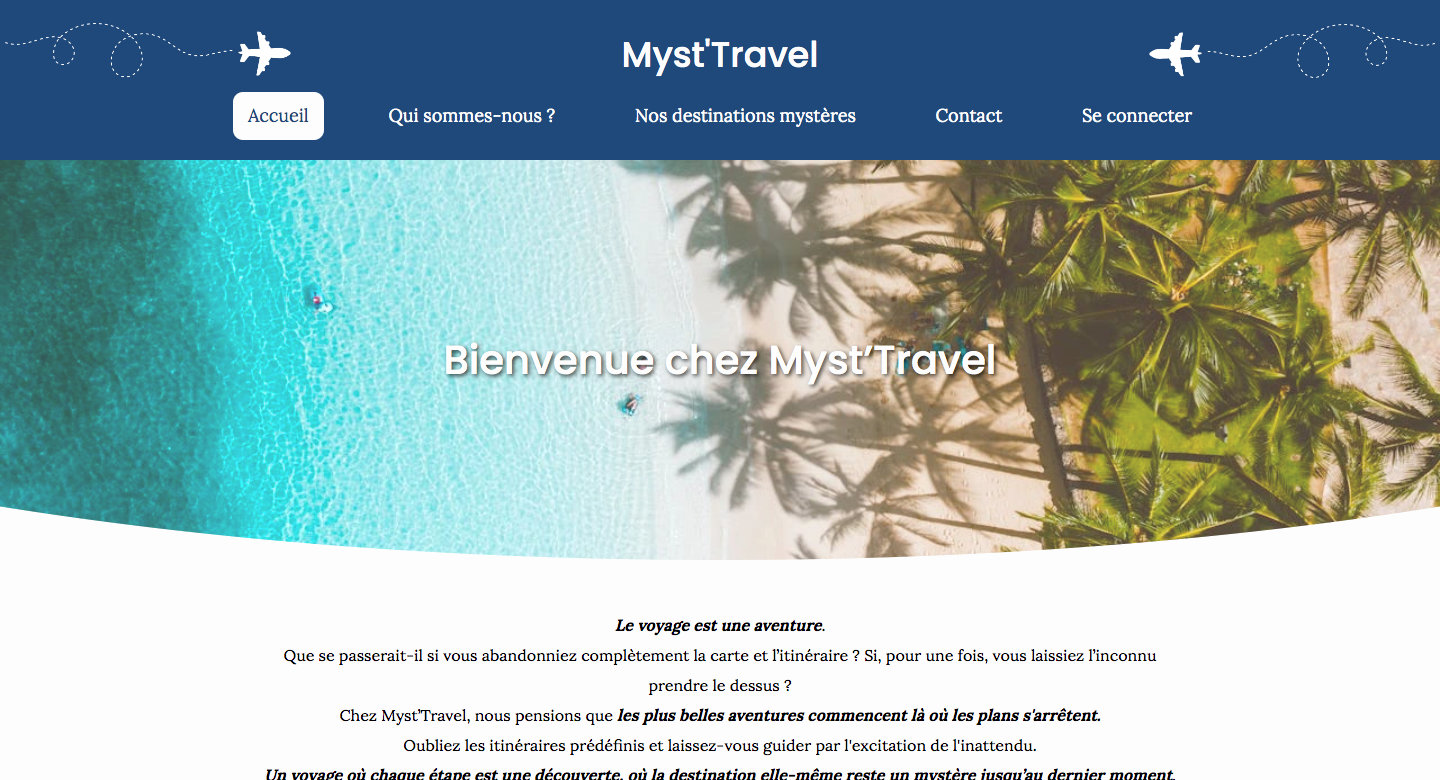 Myst'Travel
Accueil
Qui sommes-nous ?
Nos destinations mystères
Contact
Se connecter
Bienvenue chez Myst’Travel
Le voyage est une aventure.
Que se passerait-il si vous abandonniez complètement la carte et l’itinéraire ? Si, pour une fois, vous laissiez l’inconnu
prendre le dessus ?
Chez Myst’Travel, nous pensions que les plus belles aventures commencent là où les plans s'arrêtent.
Oubliez les itinéraires prédéfinis et laissez-vous guider par l'excitation de l'inattendu.
Un voyage où chaque étape est une découverte, où la destination elle-même reste un mystère jusqu’au dernier moment.